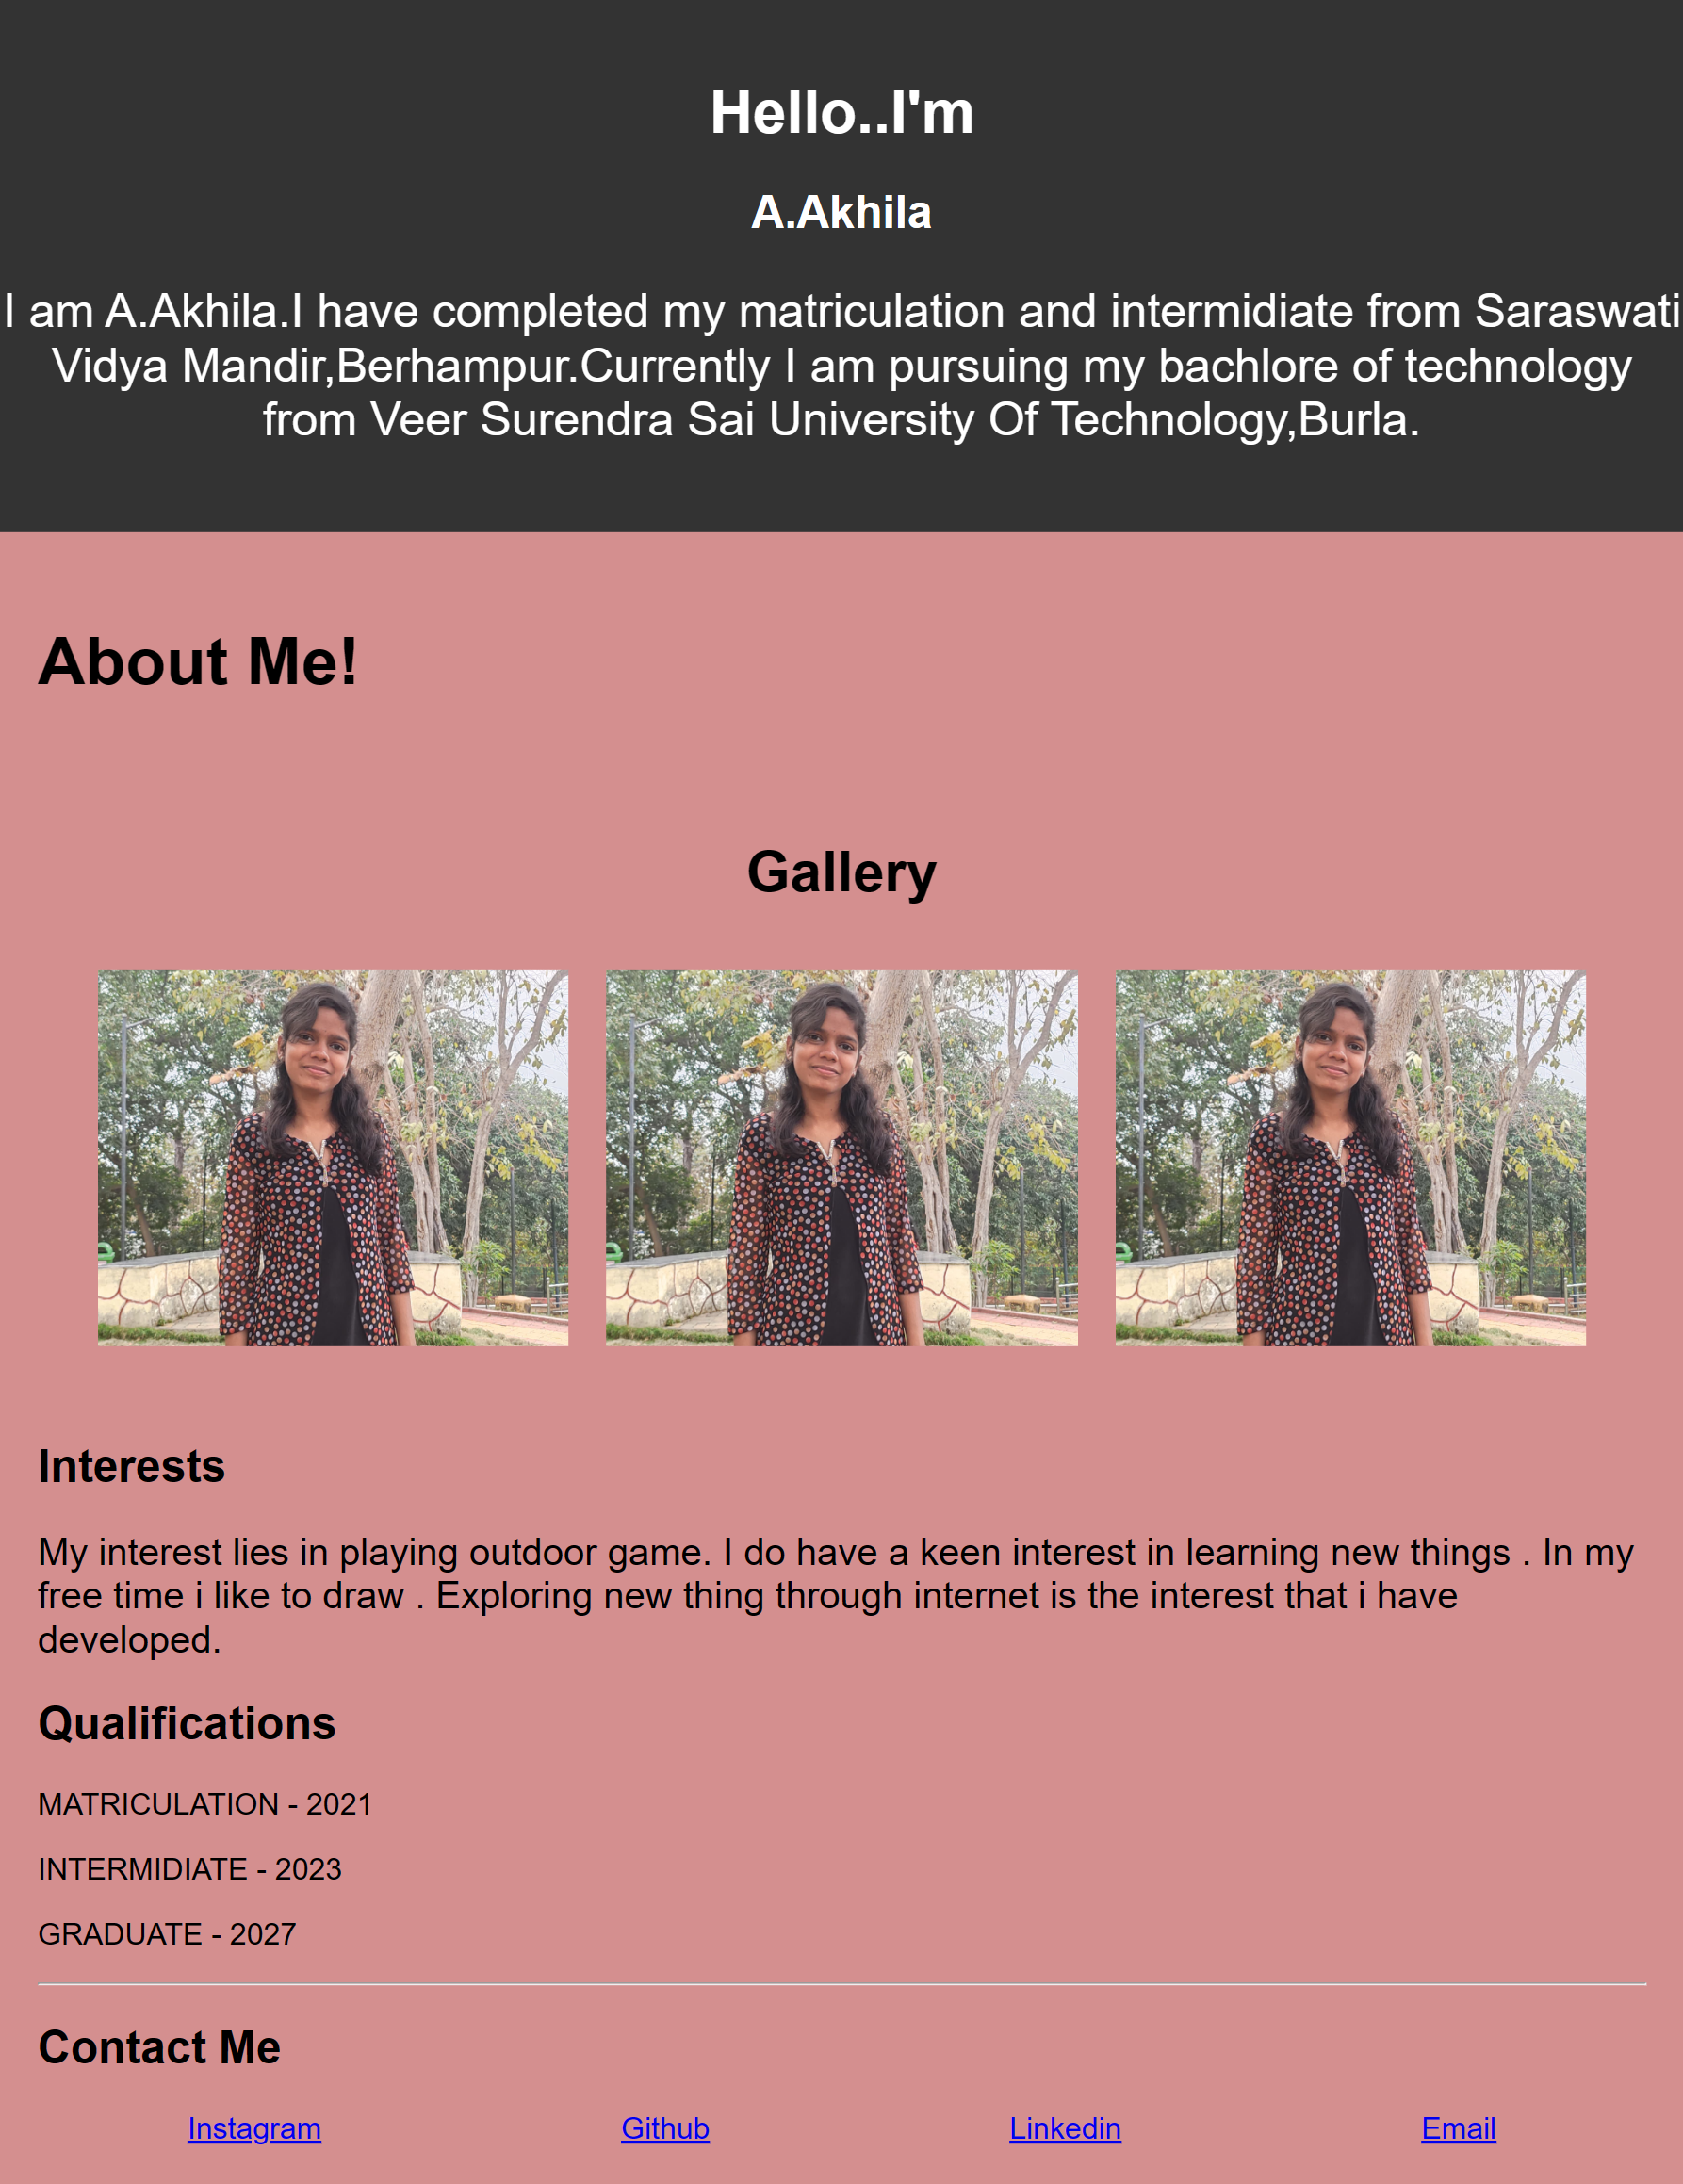 Hello..I'm
A.Akhila
I am A.Akhila.I have completed my matriculation and intermidiate from Saraswati
Vidya Mandir,Berhampur.Currently I am pursuing my bachlore of technology
from Veer Surendra Sai University Of Technology,Burla.
About Me!
Gallery
Interests
My interest lies in playing outdoor game. I do have a keen interest in learning new things . In my
free time i like to draw . Exploring new thing through internet is the interest that i have
developed.
Qualifications
MATRICULATION - 2021
INTERMIDIATE - 2023
GRADUATE - 2027
Contact Me
Instagram Github Linkedin Email